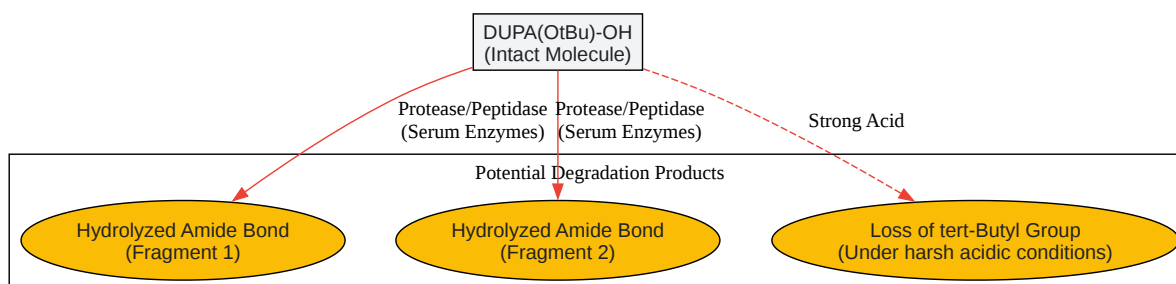 DUPA(OtBu)-OH
(Intact Molecule)
Protease/Peptidase
(Serum Enzymes)
Protease/Peptidase
(Serum Enzymes)
Strong Acid
Potential Degradation Products
Hydrolyzed Amide Bond
(Fragment 1)
Hydrolyzed Amide Bond
(Fragment 2)
Loss of tert-Butyl Group
(Under harsh acidic conditions)